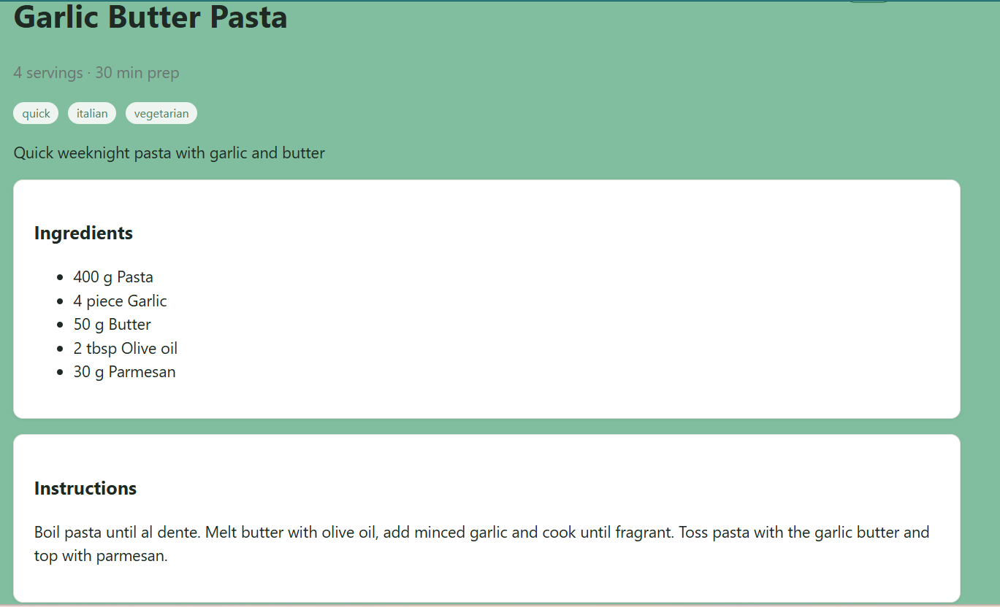 Garlic Butter Pasta
4 servings · 30 min prep
quick italian vegetarian
Quick weeknight pasta with garlic and butter
Ingredients
• 400 g Pasta
• 4 piece Garlic
• 50 g Butter
• 2 tbsp Olive oil
• 30 g Parmesan
Instructions
Boil pasta until al dente. Melt butter with olive oil, add minced garlic and cook until fragrant. Toss pasta with the garlic butter and
top with parmesan.